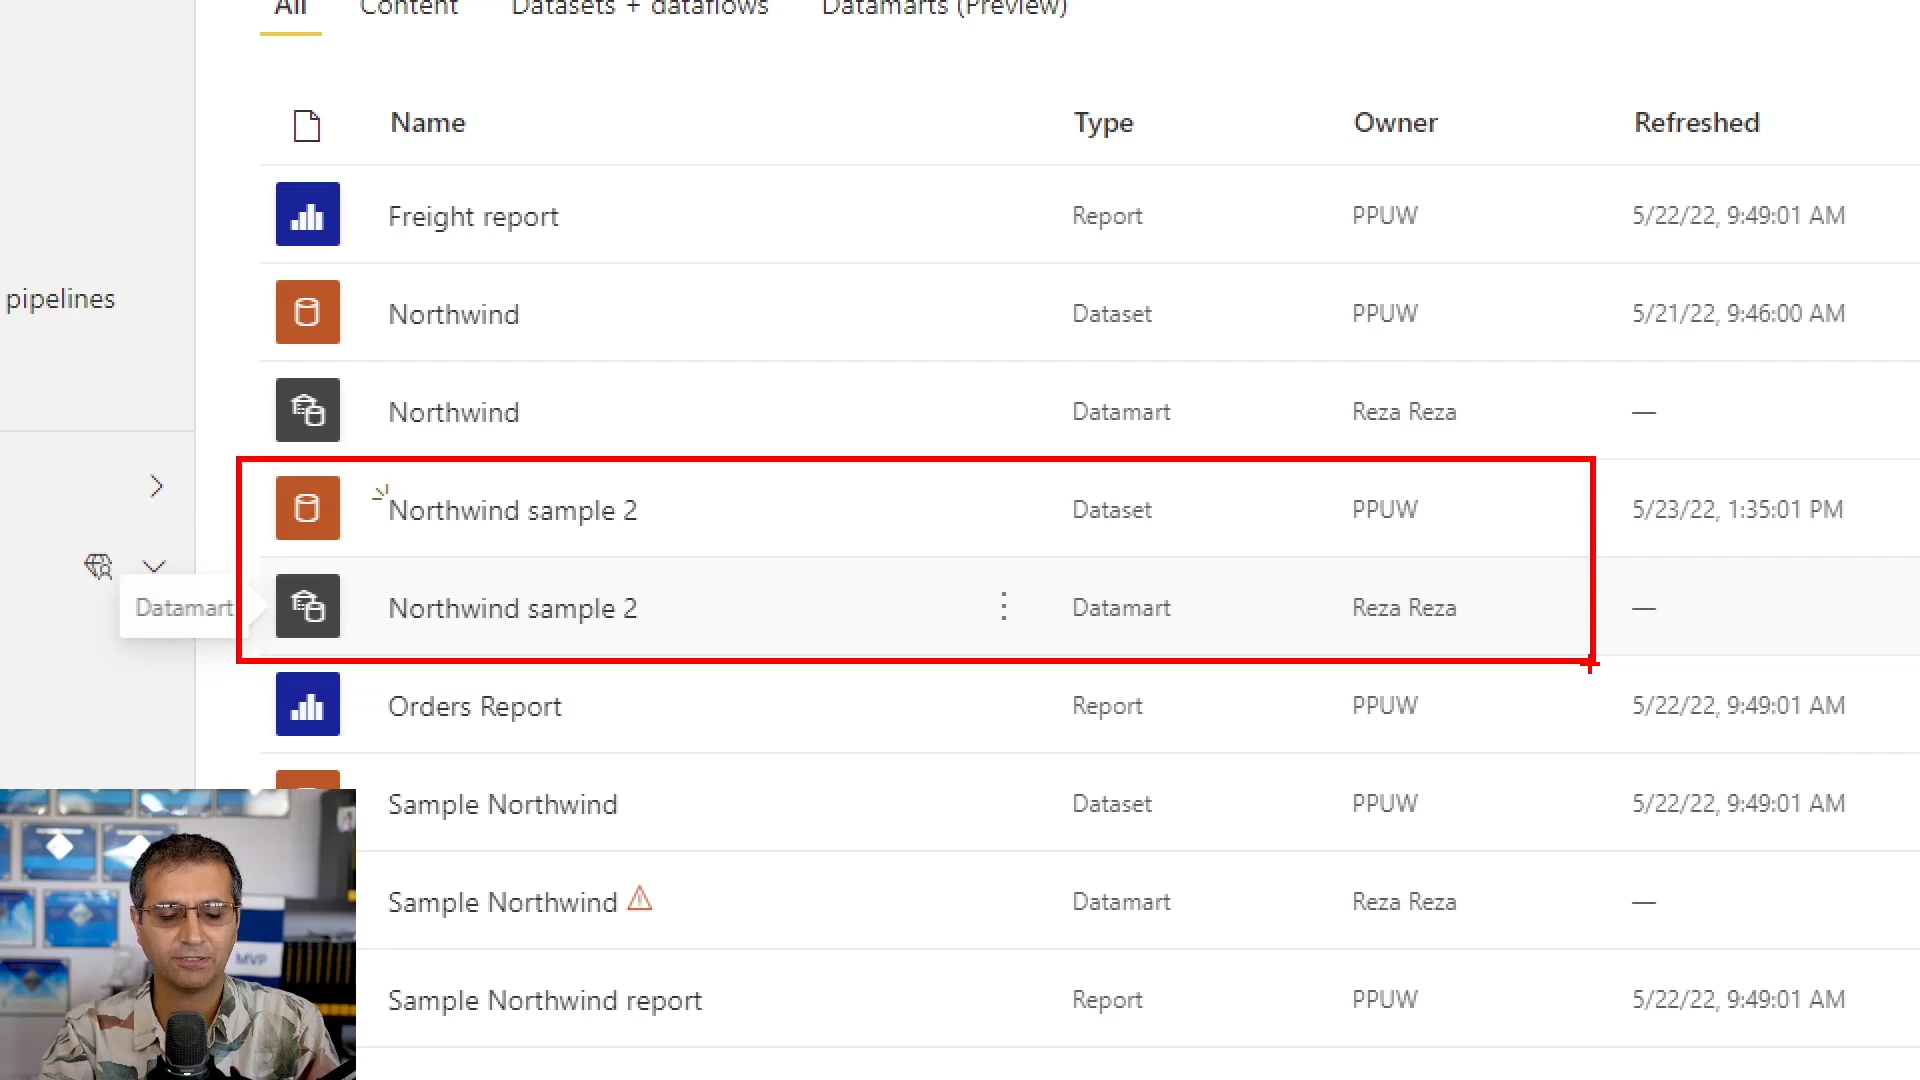 All Content Datasets + dataflows Datamarts (Preview)
Name Type Owner Refreshed
Freight report Report PPUW 5/22/22, 9:49:01 AM
pipelines
Northwind Dataset PPUW 5/21/22, 9:46:00 AM
Northwind Datamart Reza Reza —
Northwind sample 2 Dataset PPUW 5/23/22, 1:35:01 PM
Datamart
Northwind sample 2 Datamart Reza Reza —
Orders Report Report PPUW 5/22/22, 9:49:01 AM
Sample Northwind Dataset PPUW 5/22/22, 9:49:01 AM
Sample Northwind Datamart Reza Reza —
MVP
Sample Northwind report Report PPUW 5/22/22, 9:49:01 AM